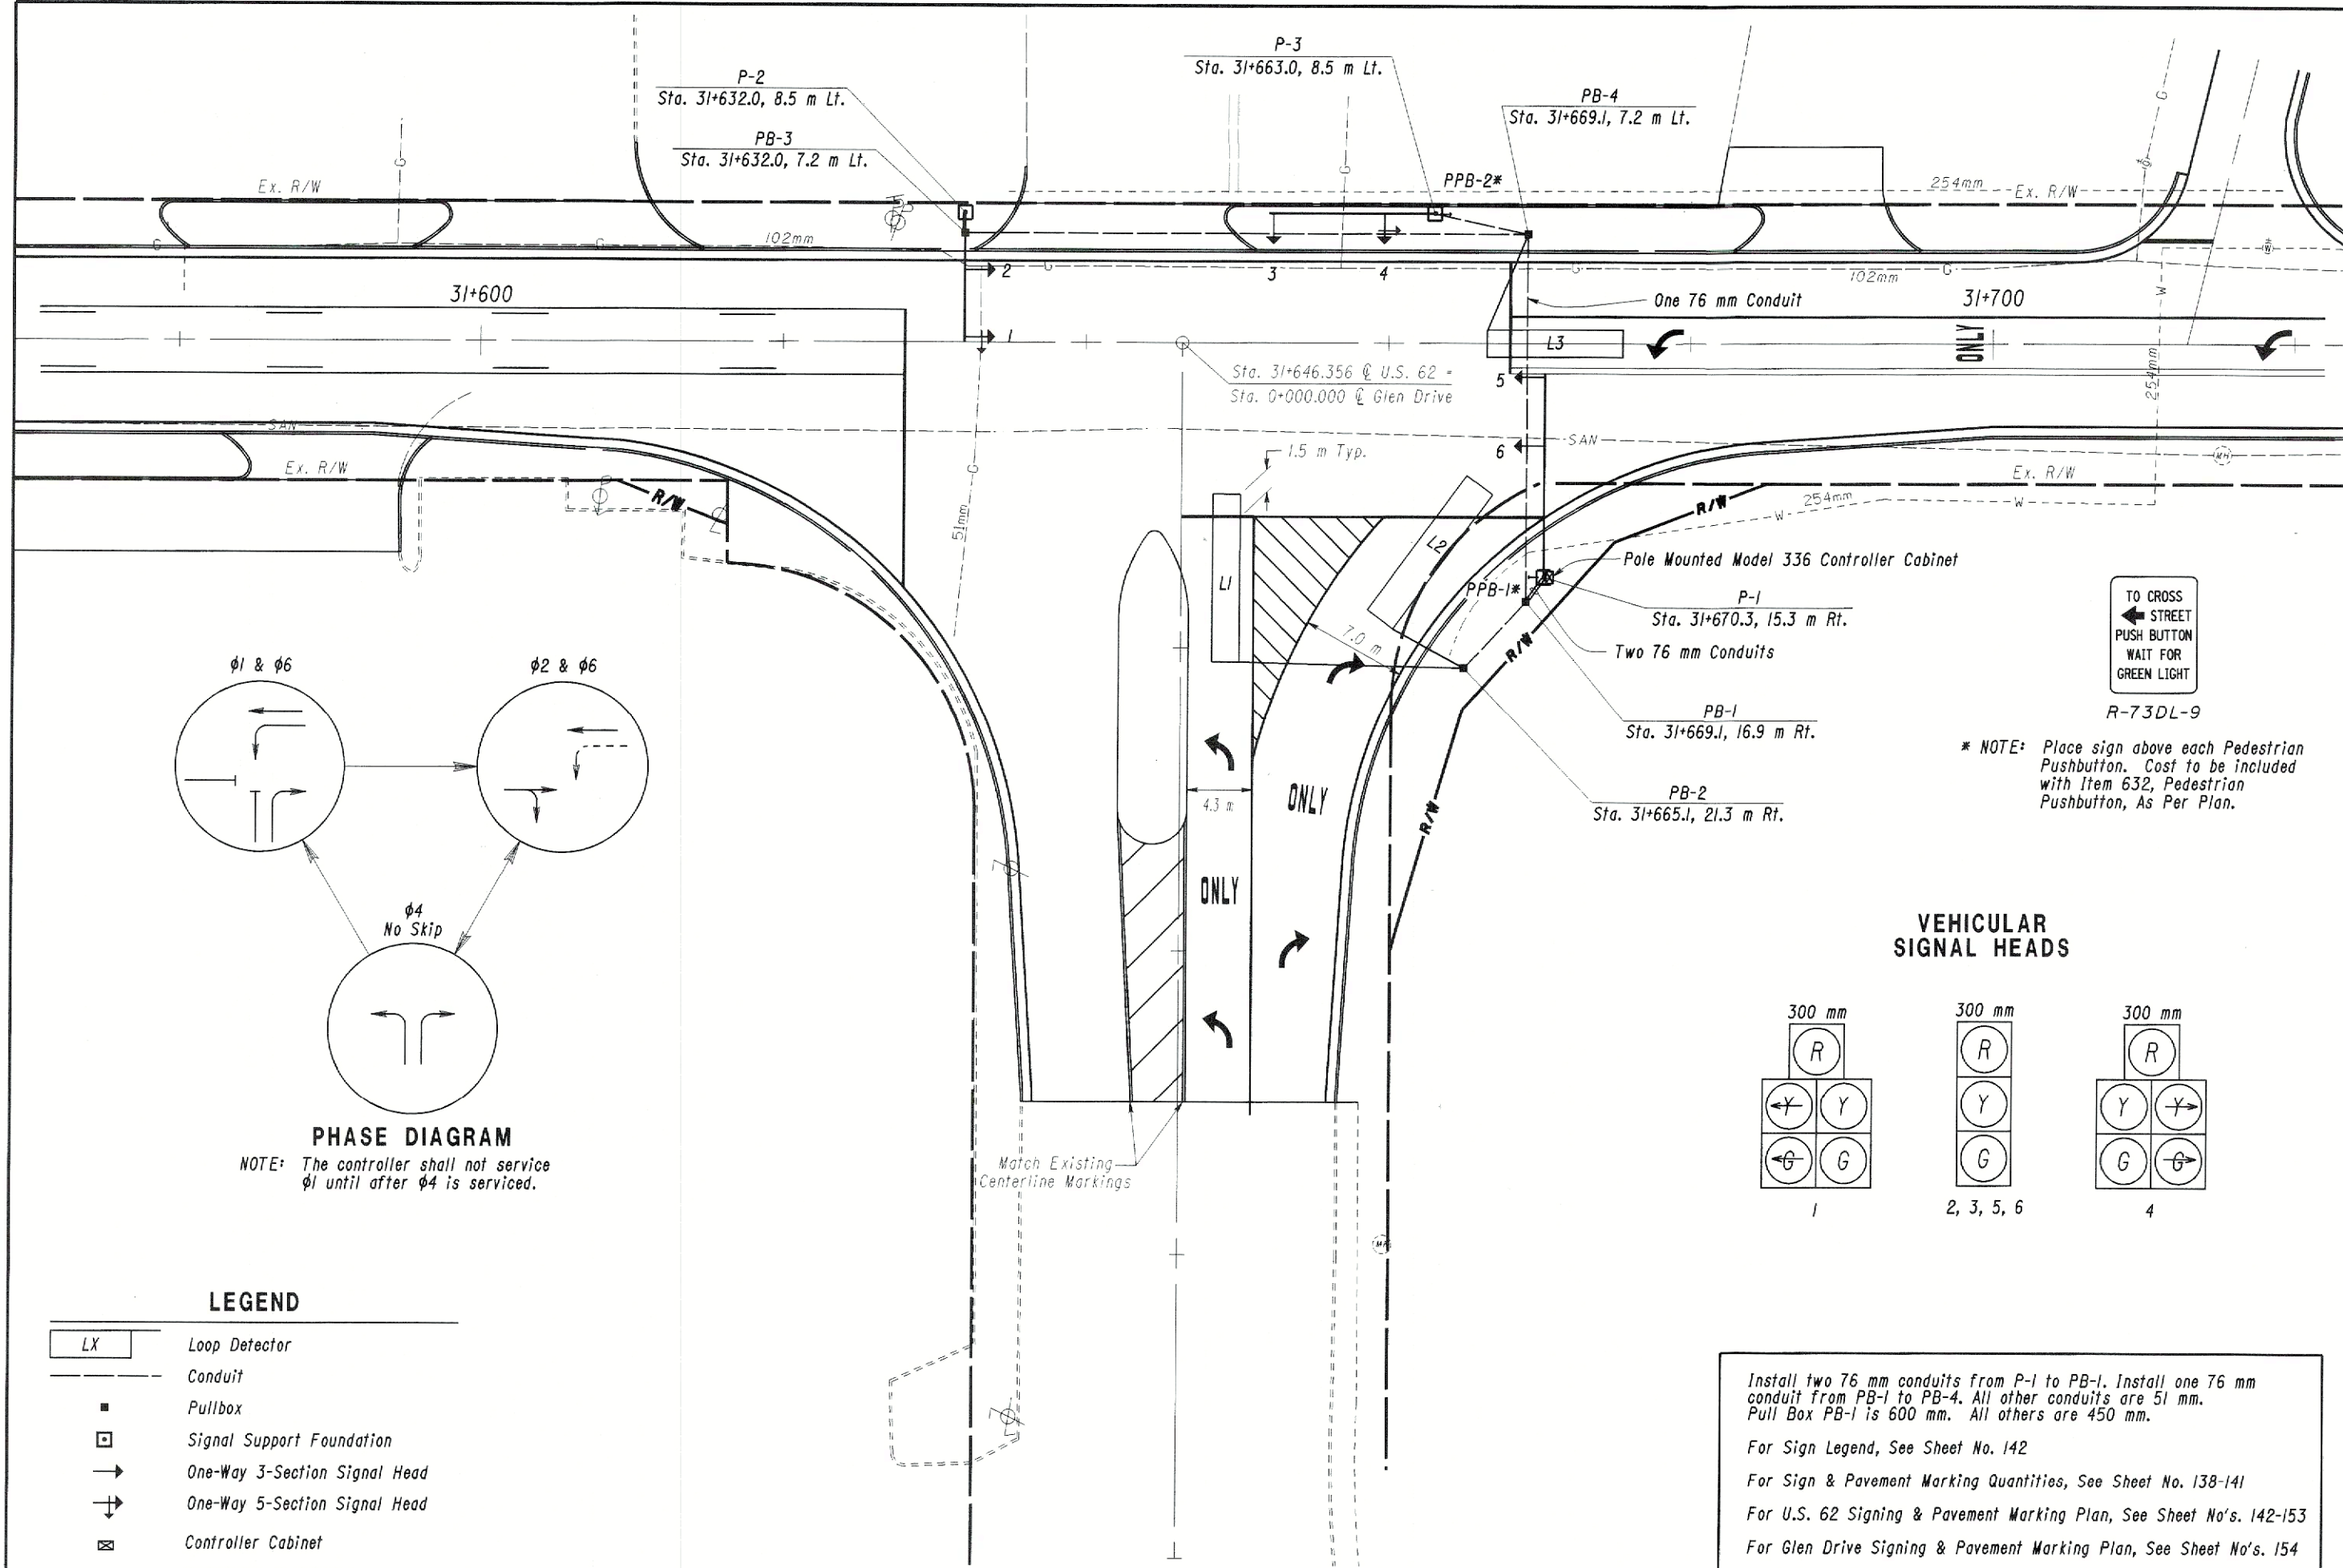 P-2
Sta. 31+632.0, 8.5 m Lt.
PB-3
Sta. 31+632.0, 7.2 m Lt.
P-3
Sta. 31+663.0, 8.5 m Lt.
PB-4
Sta. 31+669.1, 7.2 m Lt.
PPB-2*
Ex. R/W
254mm
Ex. R/W
G
G
G
G
G
102mm
G
G
G
102mm
2
3
4
1
31+600
One 76 mm Conduit
31+700
L3
ONLY
W
254mm
Sta. 31+646.356 ℄ U.S. 62 =
Sta. 0+000.000 ℄ Glen Drive
5
6
SAN
SAN
MH
Ex. R/W
R/W
Ex. R/W
G
51mm
1.5 m Typ.
254mm
W
W
R/W
L1
L2
PPB-1*
Pole Mounted Model 336 Controller Cabinet
P-1
Sta. 31+670.3, 15.3 m Rt.
Two 76 mm Conduits
7.0 m
R/W
PB-1
Sta. 31+669.1, 16.9 m Rt.
PB-2
Sta. 31+665.1, 21.3 m Rt.
R/W
4.3 m
ONLY
ONLY
TO CROSS
STREET
PUSH BUTTON
WAIT FOR
GREEN LIGHT
R-73DL-9
* NOTE: Place sign above each Pedestrian
Pushbutton. Cost to be included
with Item 632, Pedestrian
Pushbutton, As Per Plan.
ϕ1 & ϕ6
ϕ2 & ϕ6
ϕ4
No Skip
PHASE DIAGRAM
NOTE: The controller shall not service
ϕ1 until after ϕ4 is serviced.
Match Existing
Centerline Markings
MH
VEHICULAR
SIGNAL HEADS
300 mm
R
Y Y
G G
1
300 mm
R
Y
G
2, 3, 5, 6
300 mm
R
Y Y
G G
4
LEGEND
LX Loop Detector
Conduit
Pullbox
Signal Support Foundation
One-Way 3-Section Signal Head
One-Way 5-Section Signal Head
Controller Cabinet
Install two 76 mm conduits from P-1 to PB-1. Install one 76 mm
conduit from PB-1 to PB-4. All other conduits are 51 mm.
Pull Box PB-1 is 600 mm. All others are 450 mm.
For Sign Legend, See Sheet No. 142
For Sign & Pavement Marking Quantities, See Sheet No. 138-141
For U.S. 62 Signing & Pavement Marking Plan, See Sheet No's. 142-153
For Glen Drive Signing & Pavement Marking Plan, See Sheet No's. 154